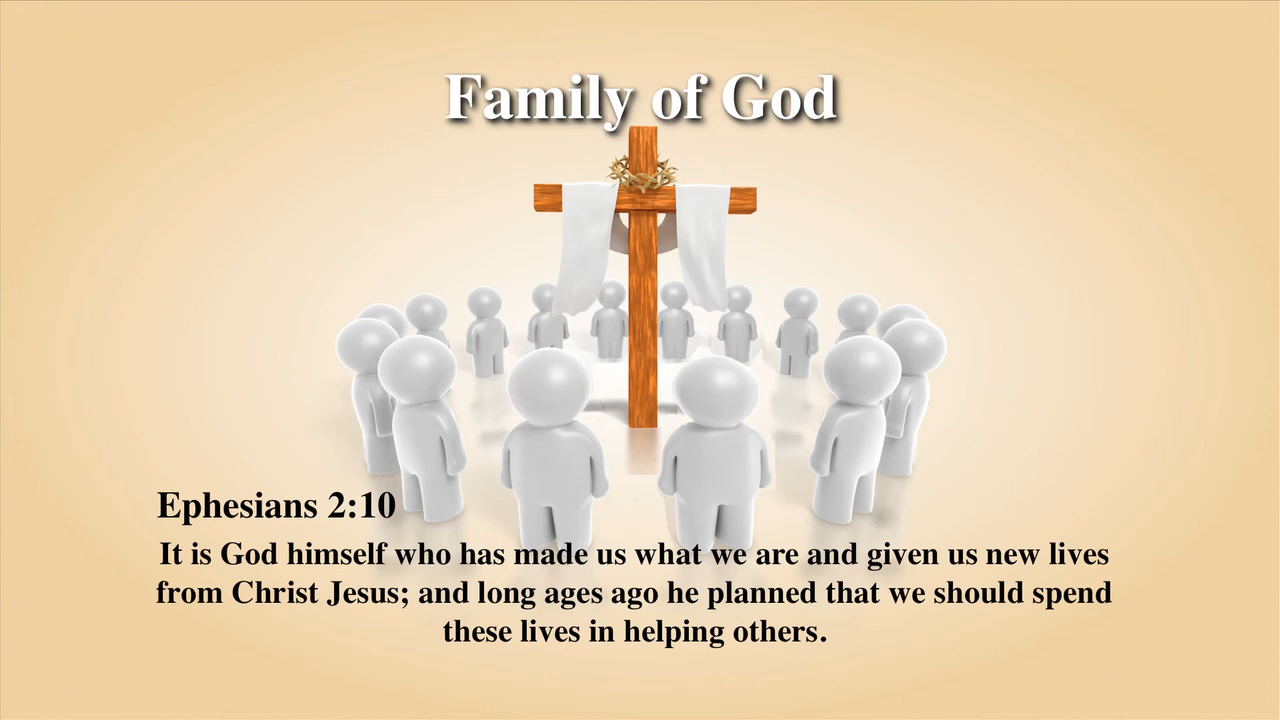 Family of God
Ephesians 2:10
It is God himself who has made us what we are and given us new lives
from Christ Jesus; and long ages ago he planned that we should spend
these lives in helping others.